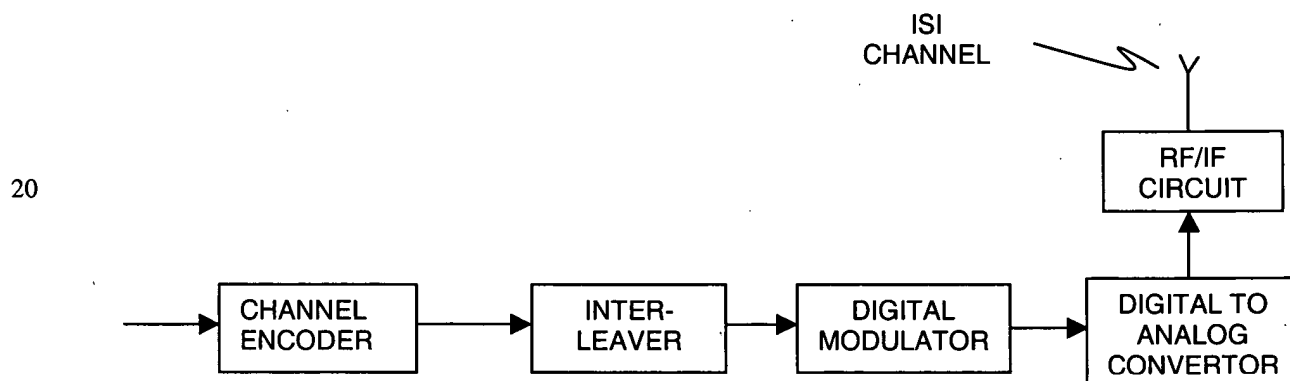 ISI
CHANNEL
RF/IF
CIRCUIT
20
CHANNEL
ENCODER
INTER-
LEAVER
DIGITAL
MODULATOR
DIGITAL TO
ANALOG
CONVERTOR